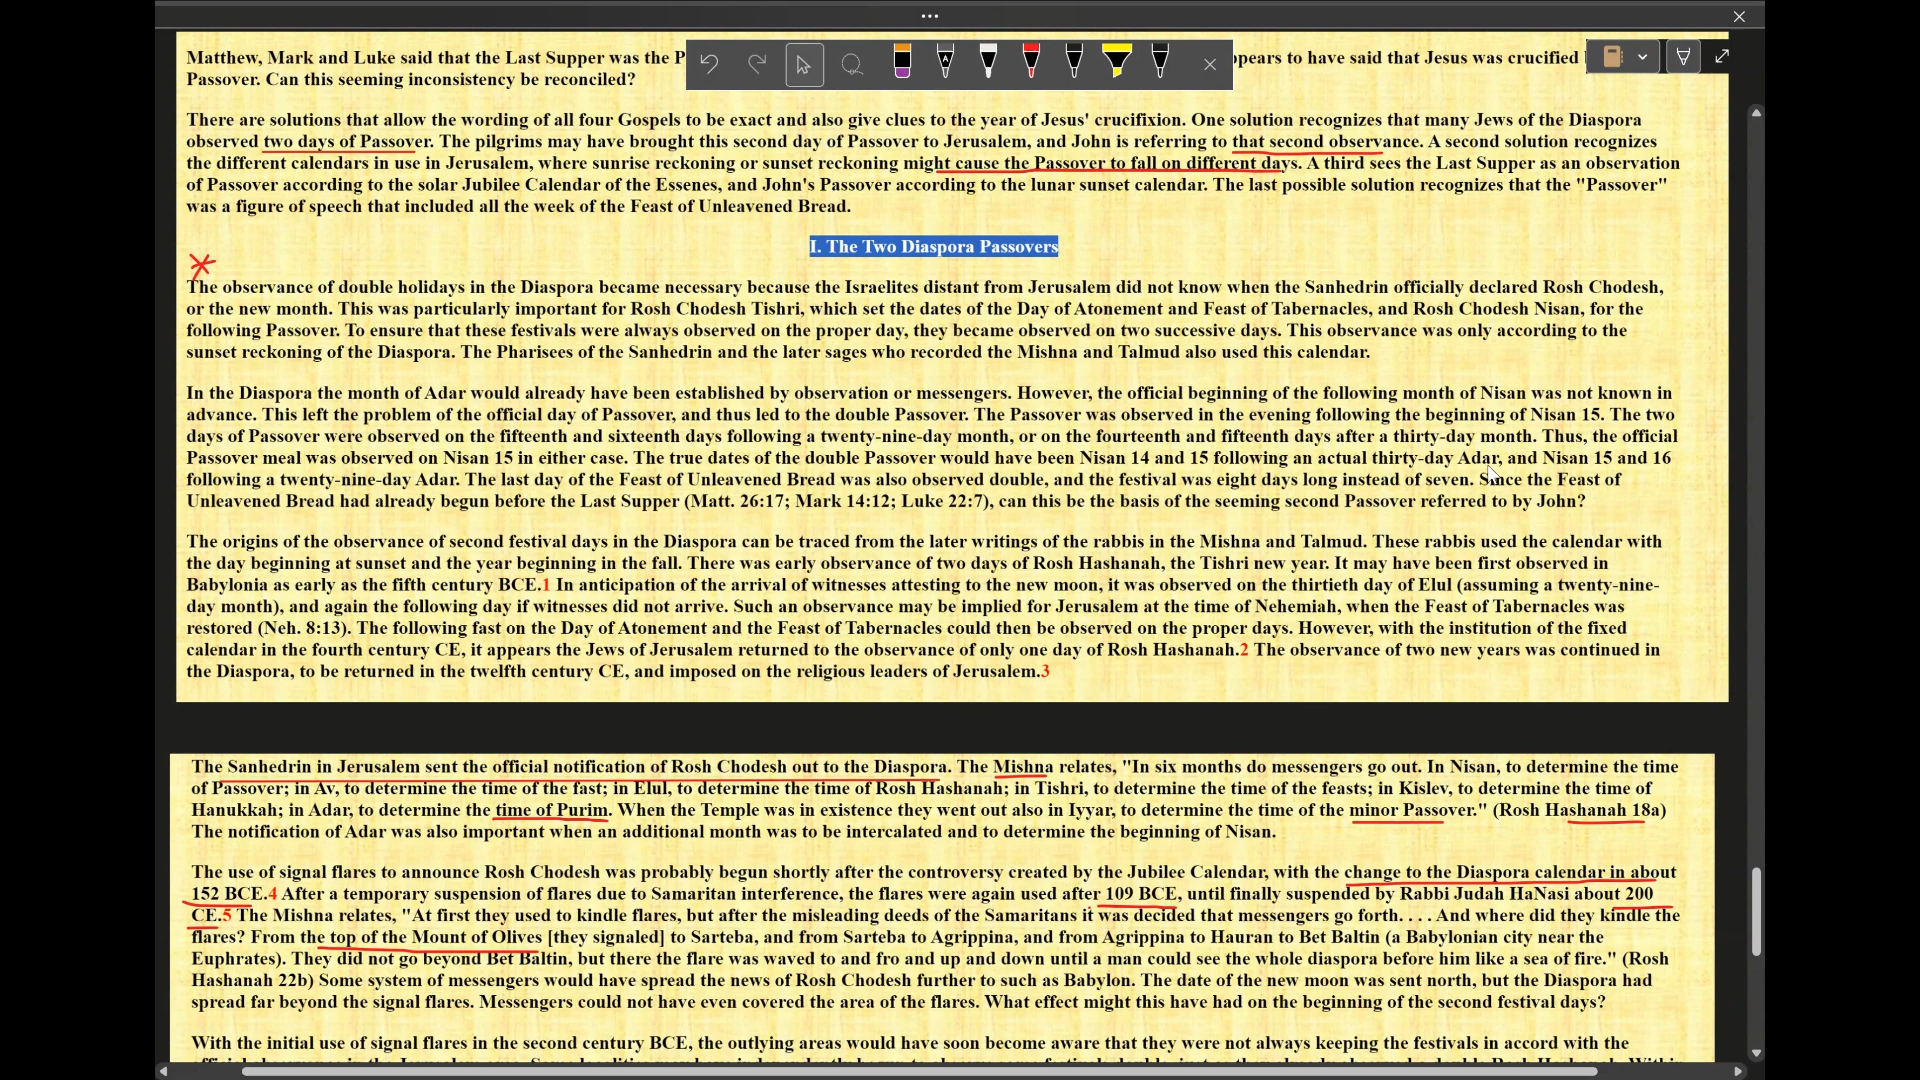 Matthew, Mark and Luke said that the Last Supper was the P
ppears to have said that Jesus was crucified
Passover. Can this seeming inconsistency be reconciled?
There are solutions that allow the wording of all four Gospels to be exact and also give clues to the year of Jesus' crucifixion. One solution recognizes that many Jews of the Diaspora
observed two days of Passover. The pilgrims may have brought this second day of Passover to Jerusalem, and John is referring to that second observance. A second solution recognizes
the different calendars in use in Jerusalem, where sunrise reckoning or sunset reckoning might cause the Passover to fall on different days. A third sees the Last Supper as an observation
of Passover according to the solar Jubilee Calendar of the Essenes, and John's Passover according to the lunar sunset calendar. The last possible solution recognizes that the "Passover"
was a figure of speech that included all the week of the Feast of Unleavened Bread.
I. The Two Diaspora Passovers
The observance of double holidays in the Diaspora became necessary because the Israelites distant from Jerusalem did not know when the Sanhedrin officially declared Rosh Chodesh,
or the new month. This was particularly important for Rosh Chodesh Tishri, which set the dates of the Day of Atonement and Feast of Tabernacles, and Rosh Chodesh Nisan, for the
following Passover. To ensure that these festivals were always observed on the proper day, they became observed on two successive days. This observance was only according to the
sunset reckoning of the Diaspora. The Pharisees of the Sanhedrin and the later sages who recorded the Mishna and Talmud also used this calendar.
In the Diaspora the month of Adar would already have been established by observation or messengers. However, the official beginning of the following month of Nisan was not known in
advance. This left the problem of the official day of Passover, and thus led to the double Passover. The Passover was observed in the evening following the beginning of Nisan 15. The two
days of Passover were observed on the fifteenth and sixteenth days following a twenty-nine-day month, or on the fourteenth and fifteenth days after a thirty-day month. Thus, the official
Passover meal was observed on Nisan 15 in either case. The true dates of the double Passover would have been Nisan 14 and 15 following an actual thirty-day Adar, and Nisan 15 and 16
following a twenty-nine-day Adar. The last day of the Feast of Unleavened Bread was also observed double, and the festival was eight days long instead of seven. Since the Feast of
Unleavened Bread had already begun before the Last Supper (Matt. 26:17; Mark 14:12; Luke 22:7), can this be the basis of the seeming second Passover referred to by John?
The origins of the observance of second festival days in the Diaspora can be traced from the later writings of the rabbis in the Mishna and Talmud. These rabbis used the calendar with
the day beginning at sunset and the year beginning in the fall. There was early observance of two days of Rosh Hashanah, the Tishri new year. It may have been first observed in
Babylonia as early as the fifth century BCE.1 In anticipation of the arrival of witnesses attesting to the new moon, it was observed on the thirtieth day of Elul (assuming a twenty-nine-
day month), and again the following day if witnesses did not arrive. Such an observance may be implied for Jerusalem at the time of Nehemiah, when the Feast of Tabernacles was
restored (Neh. 8:13). The following fast on the Day of Atonement and the Feast of Tabernacles could then be observed on the proper days. However, with the institution of the fixed
calendar in the fourth century CE, it appears the Jews of Jerusalem returned to the observance of only one day of Rosh Hashanah.2 The observance of two new years was continued in
the Diaspora, to be returned in the twelfth century CE, and imposed on the religious leaders of Jerusalem.3
The Sanhedrin in Jerusalem sent the official notification of Rosh Chodesh out to the Diaspora. The Mishna relates, "In six months do messengers go out. In Nisan, to determine the time
of Passover; in Av, to determine the time of the fast; in Elul, to determine the time of Rosh Hashanah; in Tishri, to determine the time of the feasts; in Kislev, to determine the time of
Hanukkah; in Adar, to determine the time of Purim. When the Temple was in existence they went out also in Iyyar, to determine the time of the minor Passover." (Rosh Hashanah 18a)
The notification of Adar was also important when an additional month was to be intercalated and to determine the beginning of Nisan.
The use of signal flares to announce Rosh Chodesh was probably begun shortly after the controversy created by the Jubilee Calendar, with the change to the Diaspora calendar in about
152 BCE.4 After a temporary suspension of flares due to Samaritan interference, the flares were again used after 109 BCE, until finally suspended by Rabbi Judah HaNasi about 200
CE.5 The Mishna relates, "At first they used to kindle flares, but after the misleading deeds of the Samaritans it was decided that messengers go forth. . . . And where did they kindle the
flares? From the top of the Mount of Olives [they signaled] to Sarteba, and from Sarteba to Agrippina, and from Agrippina to Hauran to Bet Baltin (a Babylonian city near the
Euphrates). They did not go beyond Bet Baltin, but there the flare was waved to and fro and up and down until a man could see the whole diaspora before him like a sea of fire." (Rosh
Hashanah 22b) Some system of messengers would have spread the news of Rosh Chodesh further to such as Babylon. The date of the new moon was sent north, but the Diaspora had
spread far beyond the signal flares. Messengers could not have even covered the area of the flares. What effect might this have had on the beginning of the second festival days?
With the initial use of signal flares in the second century BCE, the outlying areas would have soon become aware that they were not always keeping the festivals in accord with the